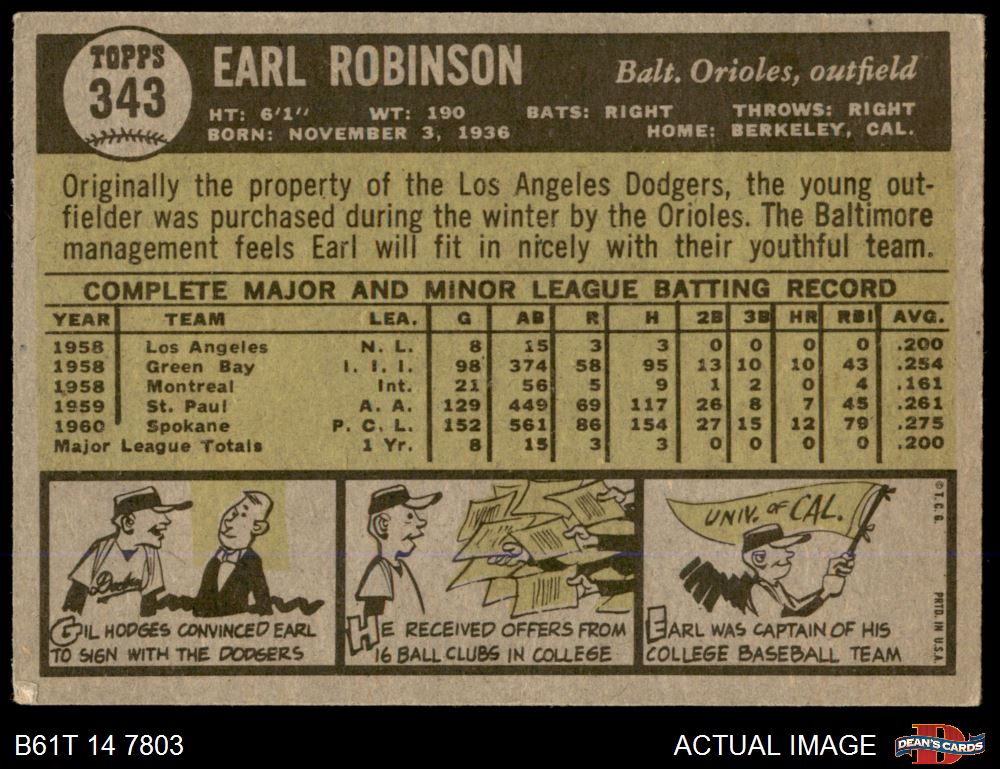 TOPPS
343
EARL ROBINSON
Balt. Orioles, outfield
HT: 6'1" WT: 190 BATS: RIGHT THROWS: RIGHT
BORN: NOVEMBER 3, 1936 HOME: BERKELEY, CAL.
Originally the property of the Los Angeles Dodgers, the young out-
fielder was purchased during the winter by the Orioles. The Baltimore
management feels Earl will fit in nicely with their youthful team.
COMPLETE MAJOR AND MINOR LEAGUE BATTING RECORD
YEAR TEAM LEA. G AB R H 2B 3B HR RBI AVG.
1958 Los Angeles N. L. 8 15 3 3 0 0 0 0 .200
1958 Green Bay I. I. I. 98 374 58 95 13 10 10 43 .254
1958 Montreal Int. 21 56 5 9 1 2 0 4 .161
1959 St. Paul A. A. 129 449 69 117 26 8 7 45 .261
1960 Spokane P. C. L. 152 561 86 154 27 15 12 79 .275
Major League Totals 1 Yr. 8 15 3 3 0 0 0 0 .200
Dodgers
GIL HODGES CONVINCED EARL
TO SIGN WITH THE DODGERS
HE RECEIVED OFFERS FROM
16 BALL CLUBS IN COLLEGE
UNIV. OF CAL.
EARL WAS CAPTAIN OF HIS
COLLEGE BASEBALL TEAM
© T. C. G.
PRTD. IN U.S.A.
B61T 14 7803
ACTUAL IMAGE
D
DEAN'S CARDS